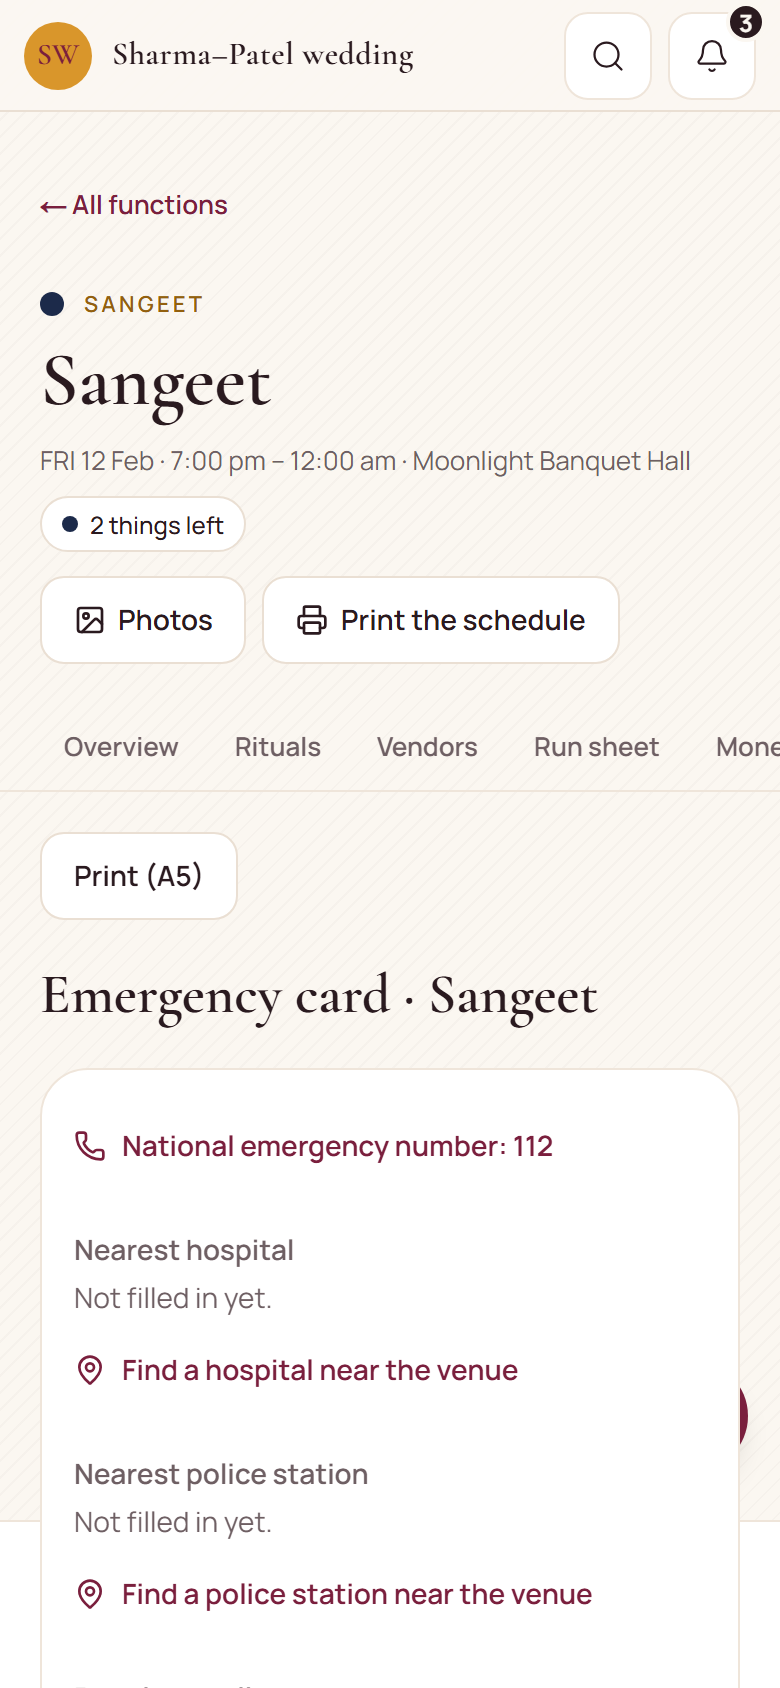 SW Sharma–Patel wedding 3
← All functions
SANGEET
Sangeet
FRI 12 Feb · 7:00 pm – 12:00 am · Moonlight Banquet Hall
2 things left
Photos Print the schedule
Overview Rituals Vendors Run sheet
Print (A5)
Emergency card · Sangeet
National emergency number: 112
Nearest hospital
Not filled in yet.
Find a hospital near the venue
Nearest police station
Not filled in yet.
Find a police station near the venue